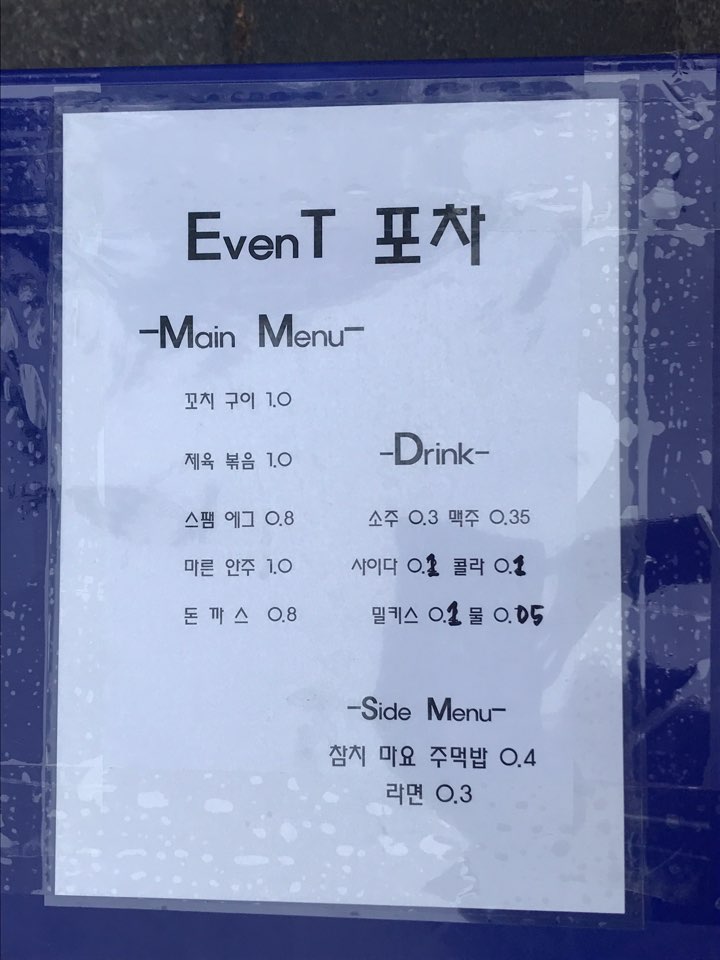 EvenT 포차
-Main Menu-
꼬치 구이 1.0
제육 볶음 1.0
스팸 에그 0.8
마른 안주 1.0
돈 까 스 0.8
-Drink-
소주 0.3 맥주 0.35
사이다 0.1 콜라 0.1
밀키스 0.1 물 0.05
-Side Menu-
참치 마요 주먹밥 0.4
라면 0.3